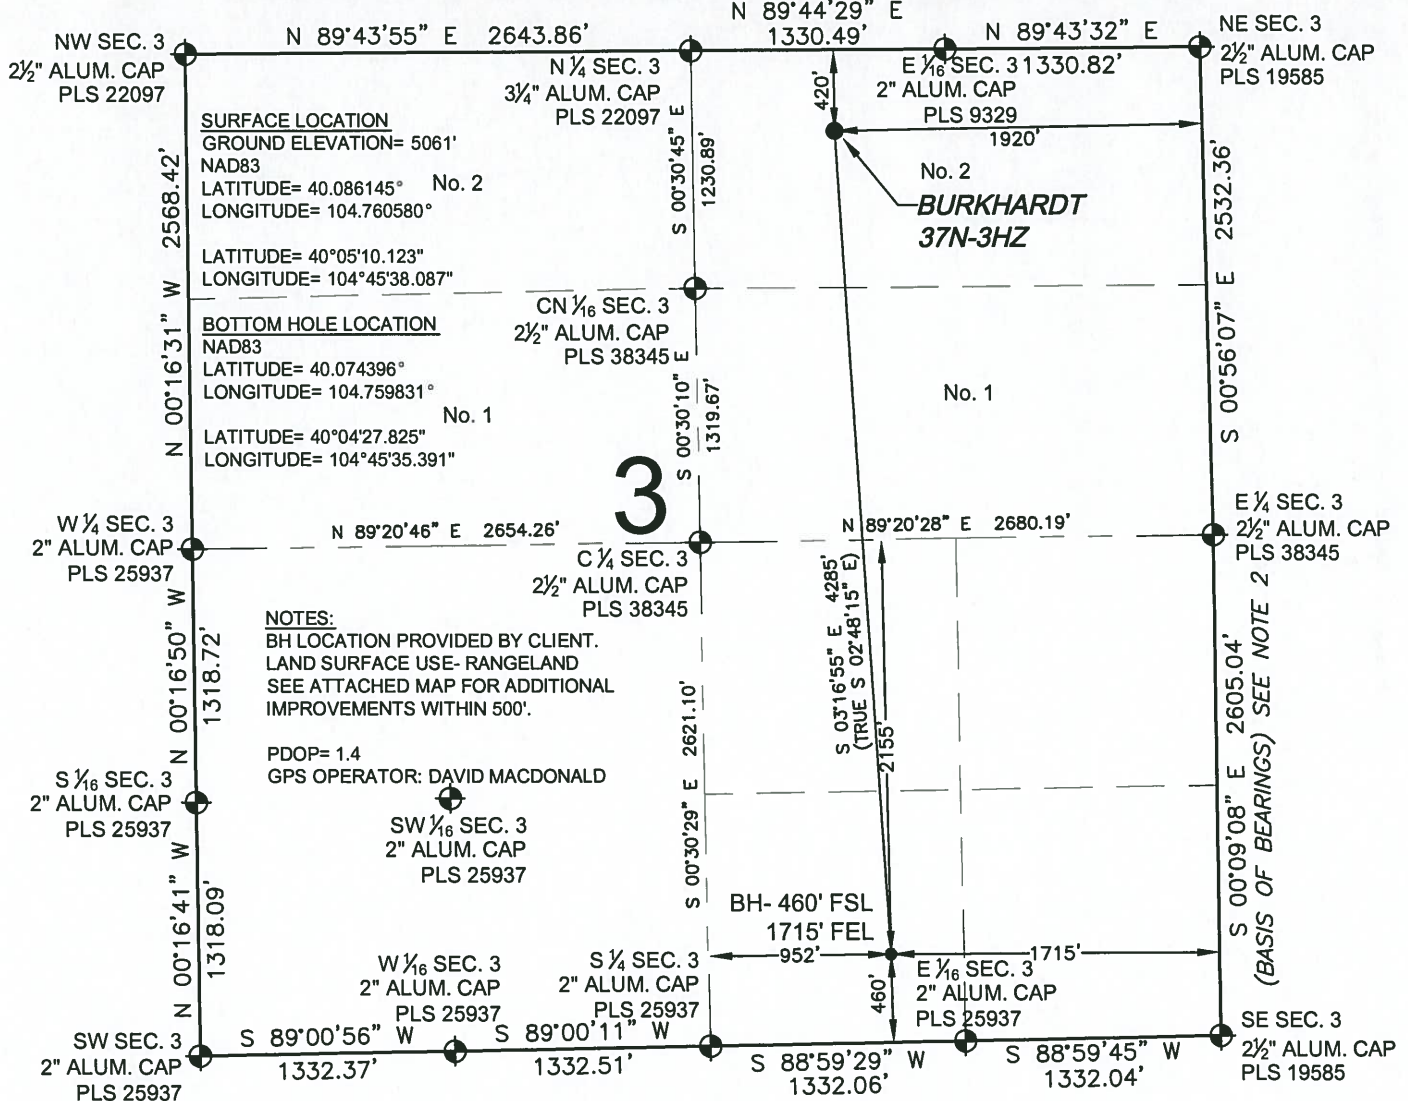 N 89°44'29" E
1330.49'
N 89°43'55" E 2643.86'
N 89°43'32" E
1330.82'
NW SEC. 3
2½" ALUM. CAP
PLS 22097
N ¼ SEC. 3
3¼" ALUM. CAP
PLS 22097
E 1⁄16 SEC. 3
2" ALUM. CAP
PLS 9329
NE SEC. 3
2½" ALUM. CAP
PLS 19585
420'
1920'
SURFACE LOCATION
GROUND ELEVATION= 5061'
NAD83
LATITUDE= 40.086145°
LONGITUDE= 104.760580°
No. 2
LATITUDE= 40°05'10.123"
LONGITUDE= 104°45'38.087"
No. 2
BURKHARDT
37N-3HZ
N 00°16'31" W 2568.42'
S 00°30'45" E
1230.89'
S 00°56'07" E 2532.36'
CN 1⁄16 SEC. 3
2½" ALUM. CAP
PLS 38345
BOTTOM HOLE LOCATION
NAD83
LATITUDE= 40.074396°
LONGITUDE= 104.759831°
No. 1
LATITUDE= 40°04'27.825"
LONGITUDE= 104°45'35.391"
No. 1
S 00°30'10" E
1319.67'
3
W ¼ SEC. 3
2" ALUM. CAP
PLS 25937
N 89°20'46" E 2654.26'
C ¼ SEC. 3
2½" ALUM. CAP
PLS 38345
N 89°20'28" E 2680.19'
E ¼ SEC. 3
2½" ALUM. CAP
PLS 38345
NOTES:
BH LOCATION PROVIDED BY CLIENT.
LAND SURFACE USE- RANGELAND
SEE ATTACHED MAP FOR ADDITIONAL
IMPROVEMENTS WITHIN 500'.
PDOP= 1.4
GPS OPERATOR: DAVID MACDONALD
N 00°16'50" W
1318.72'
S 00°30'29" E 2621.10'
S 03°16'55" E 4285'
(TRUE S 02°48'15" E)
2155'
S 00°09'08" E 2605.04'
(BASIS OF BEARINGS) SEE NOTE 2
S 1⁄16 SEC. 3
2" ALUM. CAP
PLS 25937
SW 1⁄16 SEC. 3
2" ALUM. CAP
PLS 25937
N 00°16'41" W
1318.09'
BH- 460' FSL
1715' FEL
952'
1715'
460'
W 1⁄16 SEC. 3
2" ALUM. CAP
PLS 25937
S ¼ SEC. 3
2" ALUM. CAP
PLS 25937
E 1⁄16 SEC. 3
2" ALUM. CAP
PLS 25937
SW SEC. 3
2" ALUM. CAP
PLS 25937
S 89°00'56" W
1332.37'
S 89°00'11" W
1332.51'
S 88°59'29" W
1332.06'
S 88°59'45" W
1332.04'
SE SEC. 3
2½" ALUM. CAP
PLS 19585